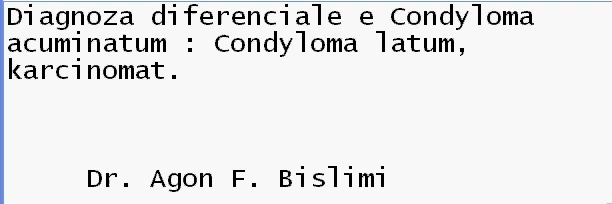 Diagnoza diferenciale e Condyloma
acuminatum : Condyloma latum,
karcinomat.
Dr. Agon F. Bislimi